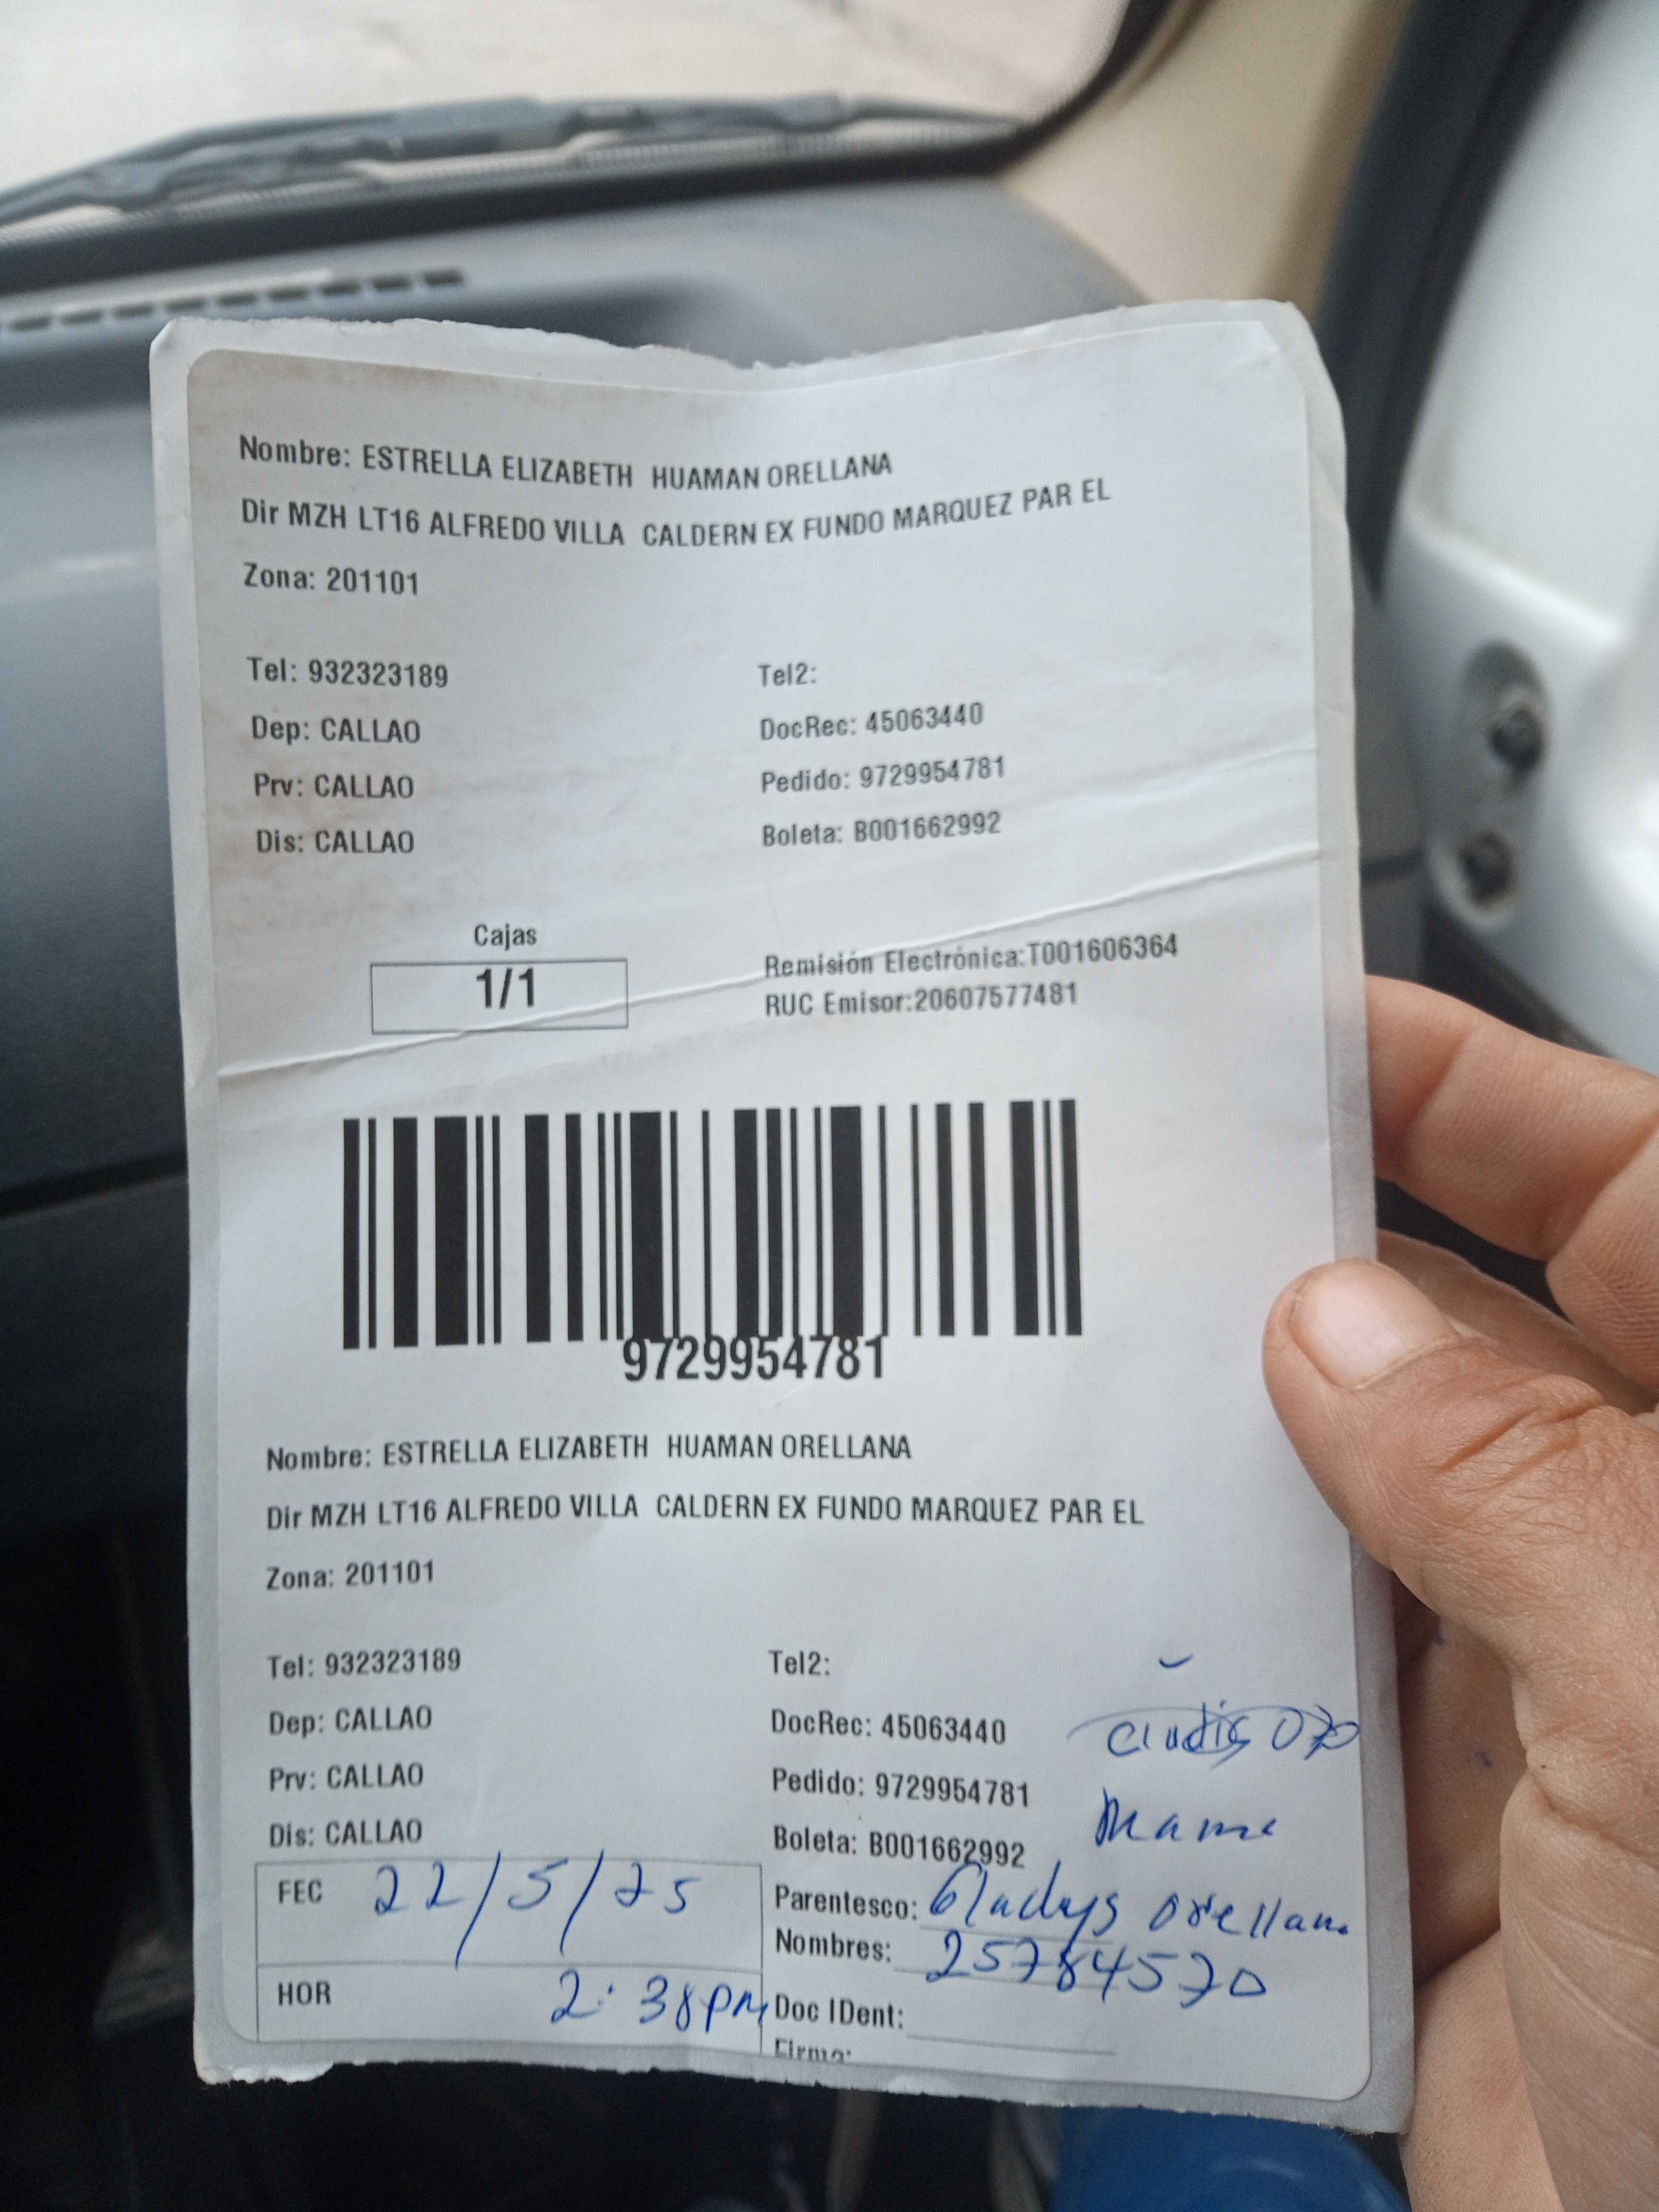 Nombre: ESTRELLA ELIZABETH HUAMAN ORELLANA
Dir MZH LT16 ALFREDO VILLA CALDERN EX FUNDO MARQUEZ PAR EL
Zona: 201101
Tel: 932323189 Tel2:
Dep: CALLAO DocRec: 45063440
Prv: CALLAO Pedido: 9729954781
Dis: CALLAO Boleta: B001662992
Cajas
1/1
Remisión Electrónica:T001606364
RUC Emisor:20607577481
9729954781
Nombre: ESTRELLA ELIZABETH HUAMAN ORELLANA
Dir MZH LT16 ALFREDO VILLA CALDERN EX FUNDO MARQUEZ PAR EL
Zona: 201101
Tel: 932323189 Tel2:
Dep: CALLAO DocRec: 45063440
Prv: CALLAO Pedido: 9729954781
Dis: CALLAO Boleta: B001662992
Mama
FEC 22/5/25
Parentesco: Gladys Orellana
Nombres: 25784570
HOR 2:38pm
Doc IDent:
Firma: